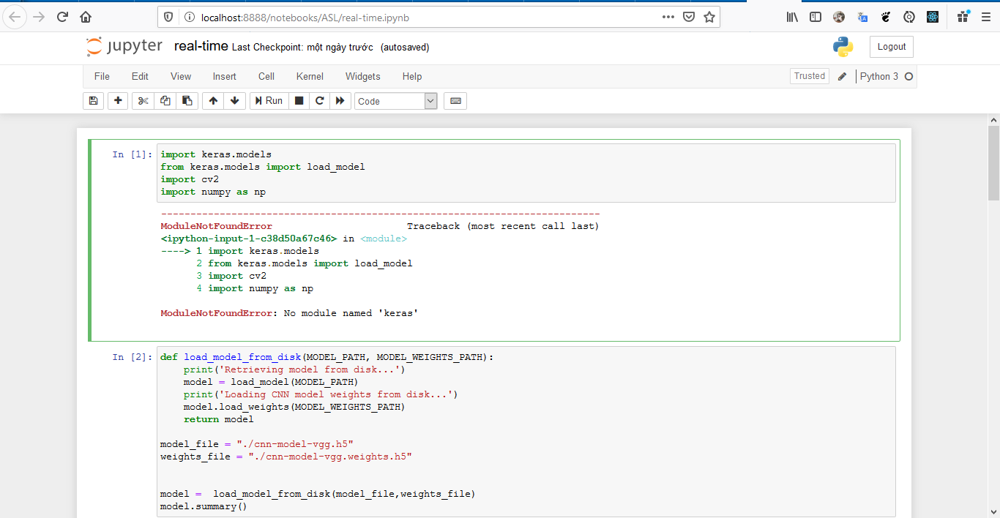 localhost:8888/notebooks/ASL/real-time.ipynb
jupyter real-time Last Checkpoint: một ngày trước (autosaved)
Logout
File Edit View Insert Cell Kernel Widgets Help
Trusted Python 3
Run Code
In [1]: import keras.models
from keras.models import load_model
import cv2
import numpy as np
---------------------------------------------------------------------------
ModuleNotFoundError                       Traceback (most recent call last)
<ipython-input-1-c38d50a67c46> in <module>
----> 1 import keras.models
      2 from keras.models import load_model
      3 import cv2
      4 import numpy as np
ModuleNotFoundError: No module named 'keras'
In [2]: def load_model_from_disk(MODEL_PATH, MODEL_WEIGHTS_PATH):
    print('Retrieving model from disk...')
    model = load_model(MODEL_PATH)
    print('Loading CNN model weights from disk...')
    model.load_weights(MODEL_WEIGHTS_PATH)
    return model
model_file = "./cnn-model-vgg.h5"
weights_file = "./cnn-model-vgg.weights.h5"
model =  load_model_from_disk(model_file,weights_file)
model.summary()